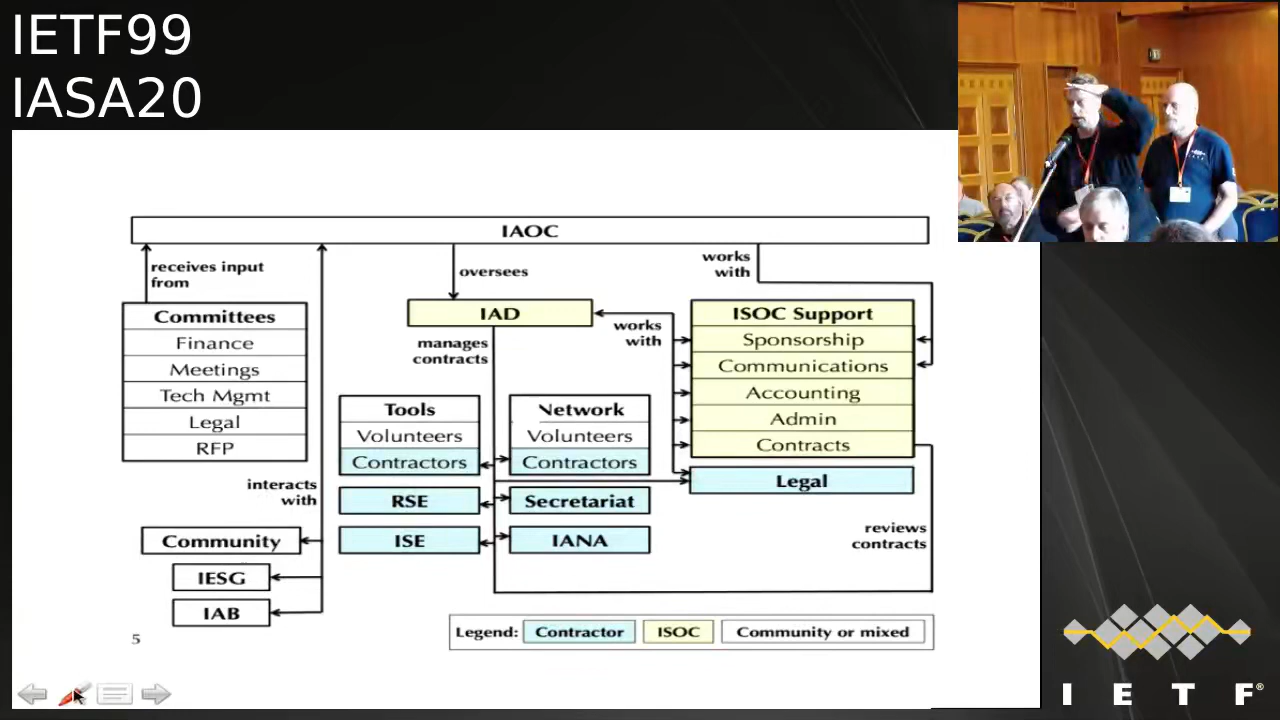 IETF99
IASA20
IAOC
receives input
from
oversees
works
with
Committees
Finance
Meetings
Tech Mgmt
Legal
RFP
IAD
works
with
manages
contracts
ISOC Support
Sponsorship
Communications
Accounting
Admin
Contracts
Tools
Volunteers
Contractors
Network
Volunteers
Contractors
Legal
interacts
with
RSE
Secretariat
reviews
contracts
Community
ISE
IANA
IESG
IAB
5
Legend: Contractor ISOC Community or mixed
I E T F®